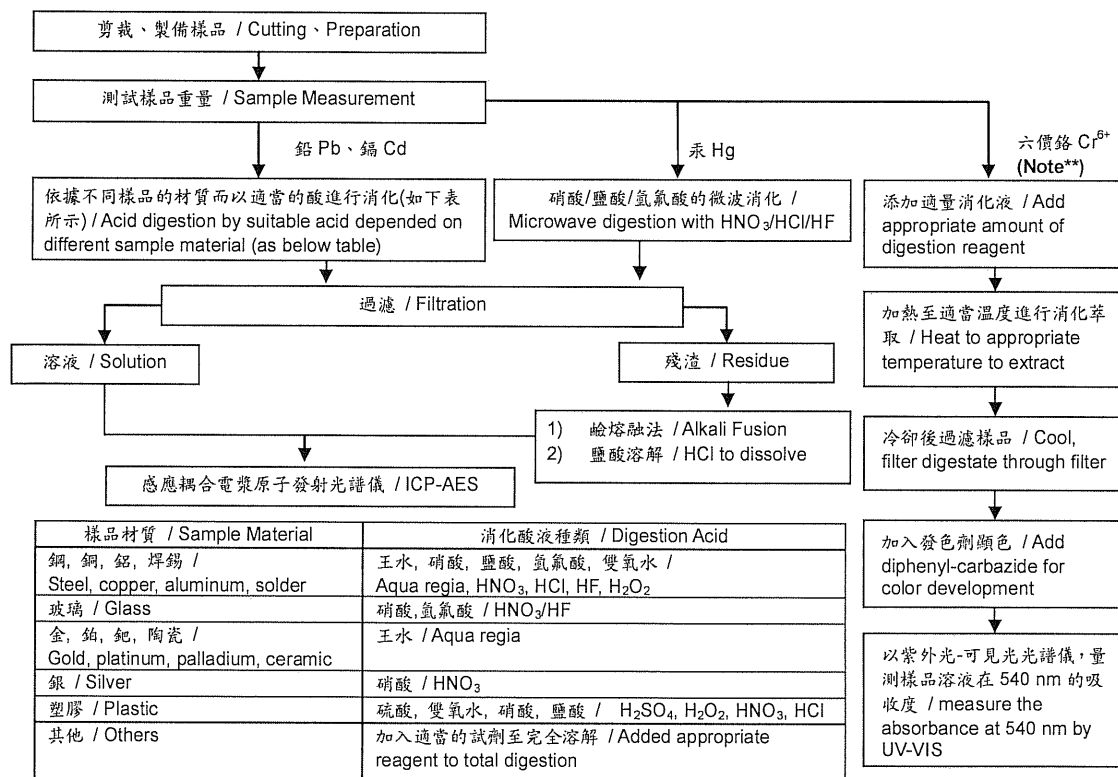 剪裁、製備樣品 / Cutting、Preparation
測試樣品重量 / Sample Measurement
鉛 Pb、鎘 Cd
汞 Hg
六價鉻 Cr⁶⁺
(Note**)
依據不同樣品的材質而以適當的酸進行消化(如下表
所示) / Acid digestion by suitable acid depended on
different sample material (as below table)
硝酸/鹽酸/氫氟酸的微波消化 /
Microwave digestion with HNO₃/HCl/HF
添加適量消化液 / Add
appropriate amount of
digestion reagent
過濾 / Filtration
加熱至適當溫度進行消化萃
取 / Heat to appropriate
temperature to extract
溶液 / Solution
殘渣 / Residue
1) 鹼熔融法 / Alkali Fusion
2) 鹽酸溶解 / HCl to dissolve
冷卻後過濾樣品 / Cool,
filter digestate through filter
感應耦合電漿原子發射光譜儀 / ICP-AES
加入發色劑顯色 / Add
diphenyl-carbazide for
color development
以紫外光-可見光光譜儀,量
測樣品溶液在 540 nm 的吸
收度 / measure the
absorbance at 540 nm by
UV-VIS
樣品材質 / Sample Material
消化酸液種類 / Digestion Acid
鋼, 銅, 鋁, 焊錫 /
Steel, copper, aluminum, solder
王水, 硝酸, 鹽酸, 氫氟酸, 雙氧水 /
Aqua regia, HNO₃, HCl, HF, H₂O₂
玻璃 / Glass
硝酸,氫氟酸 / HNO₃/HF
金, 鉑, 鈀, 陶瓷 /
Gold, platinum, palladium, ceramic
王水 / Aqua regia
銀 / Silver
硝酸 / HNO₃
塑膠 / Plastic
硫酸, 雙氧水, 硝酸, 鹽酸 / H₂SO₄, H₂O₂, HNO₃, HCl
其他 / Others
加入適當的試劑至完全溶解 / Added appropriate
reagent to total digestion